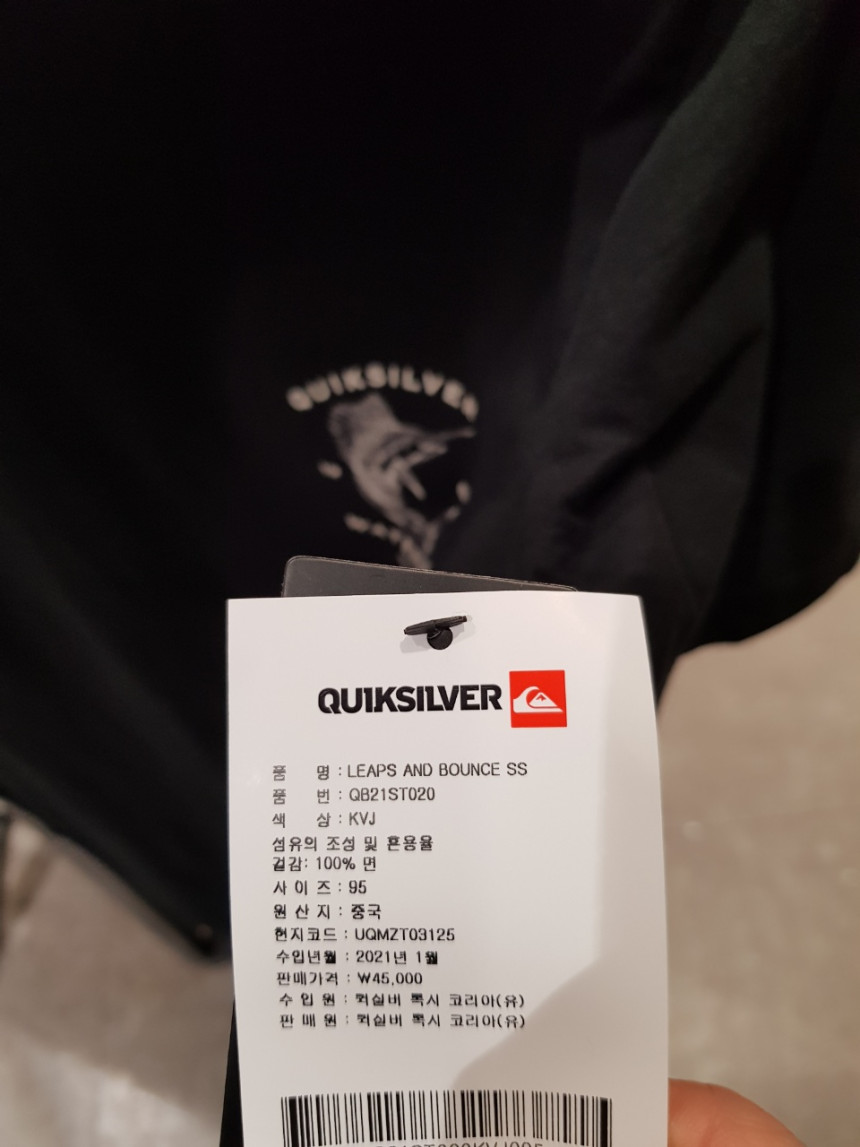 QUIKSILVER
QUIKSILVER
품 명 : LEAPS AND BOUNCE SS
품 번 : QB21ST020
색 상 : KVJ
섬유의 조성 및 혼용율
겉감: 100% 면
사 이 즈 : 95
원 산 지 : 중국
현지코드 : UQMZT03125
수입년월 : 2021년 1월
판매가격 : ₩45,000
수 입 원 : 퀵실버 록시 코리아(유)
판 매 원 : 퀵실버 록시 코리아(유)